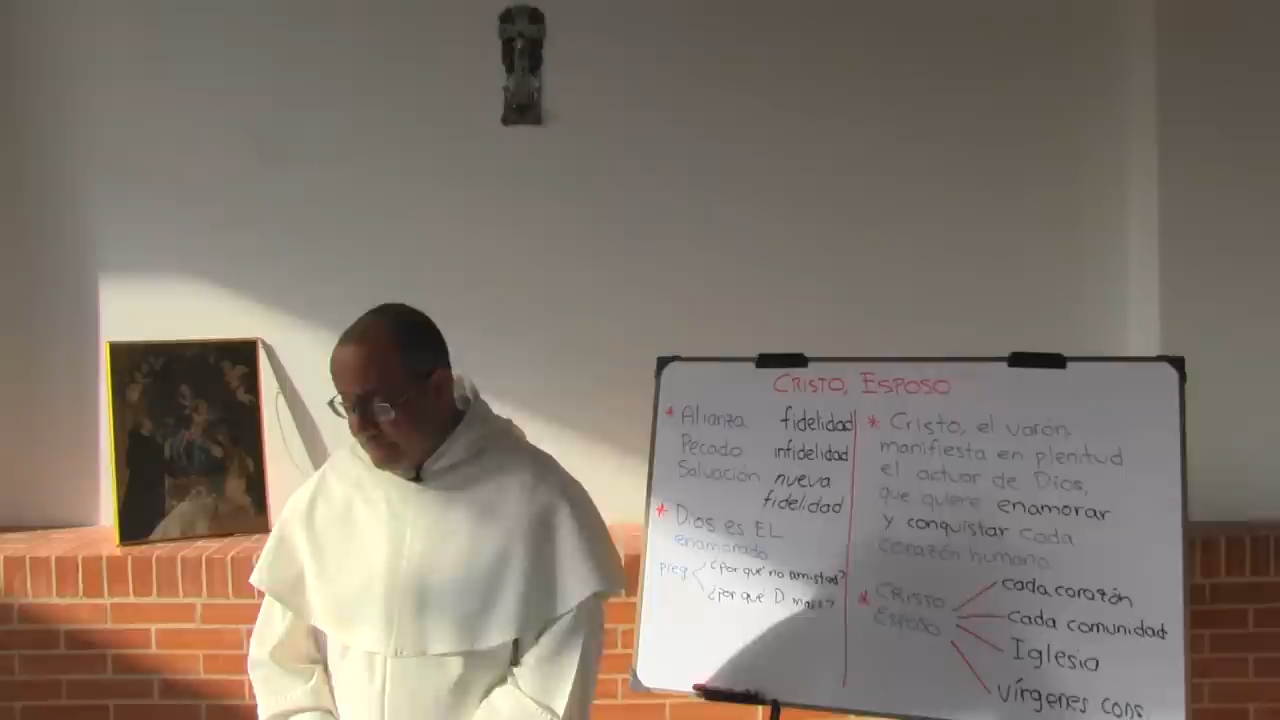 CRISTO, ESPOSO
* Alianza fidelidad
Pecado infidelidad
Salvación nueva
fidelidad
* Dios es EL
enamorado
preg ¿Por qué no amistad?
¿por qué D masc?
* Cristo, el varón,
manifiesta en plenitud
el actuar de Dios,
que quiere enamorar
y conquistar cada
corazón humano
* CRISTO
ESPOSO
cada corazón
cada comunidad
Iglesia
vírgenes cons